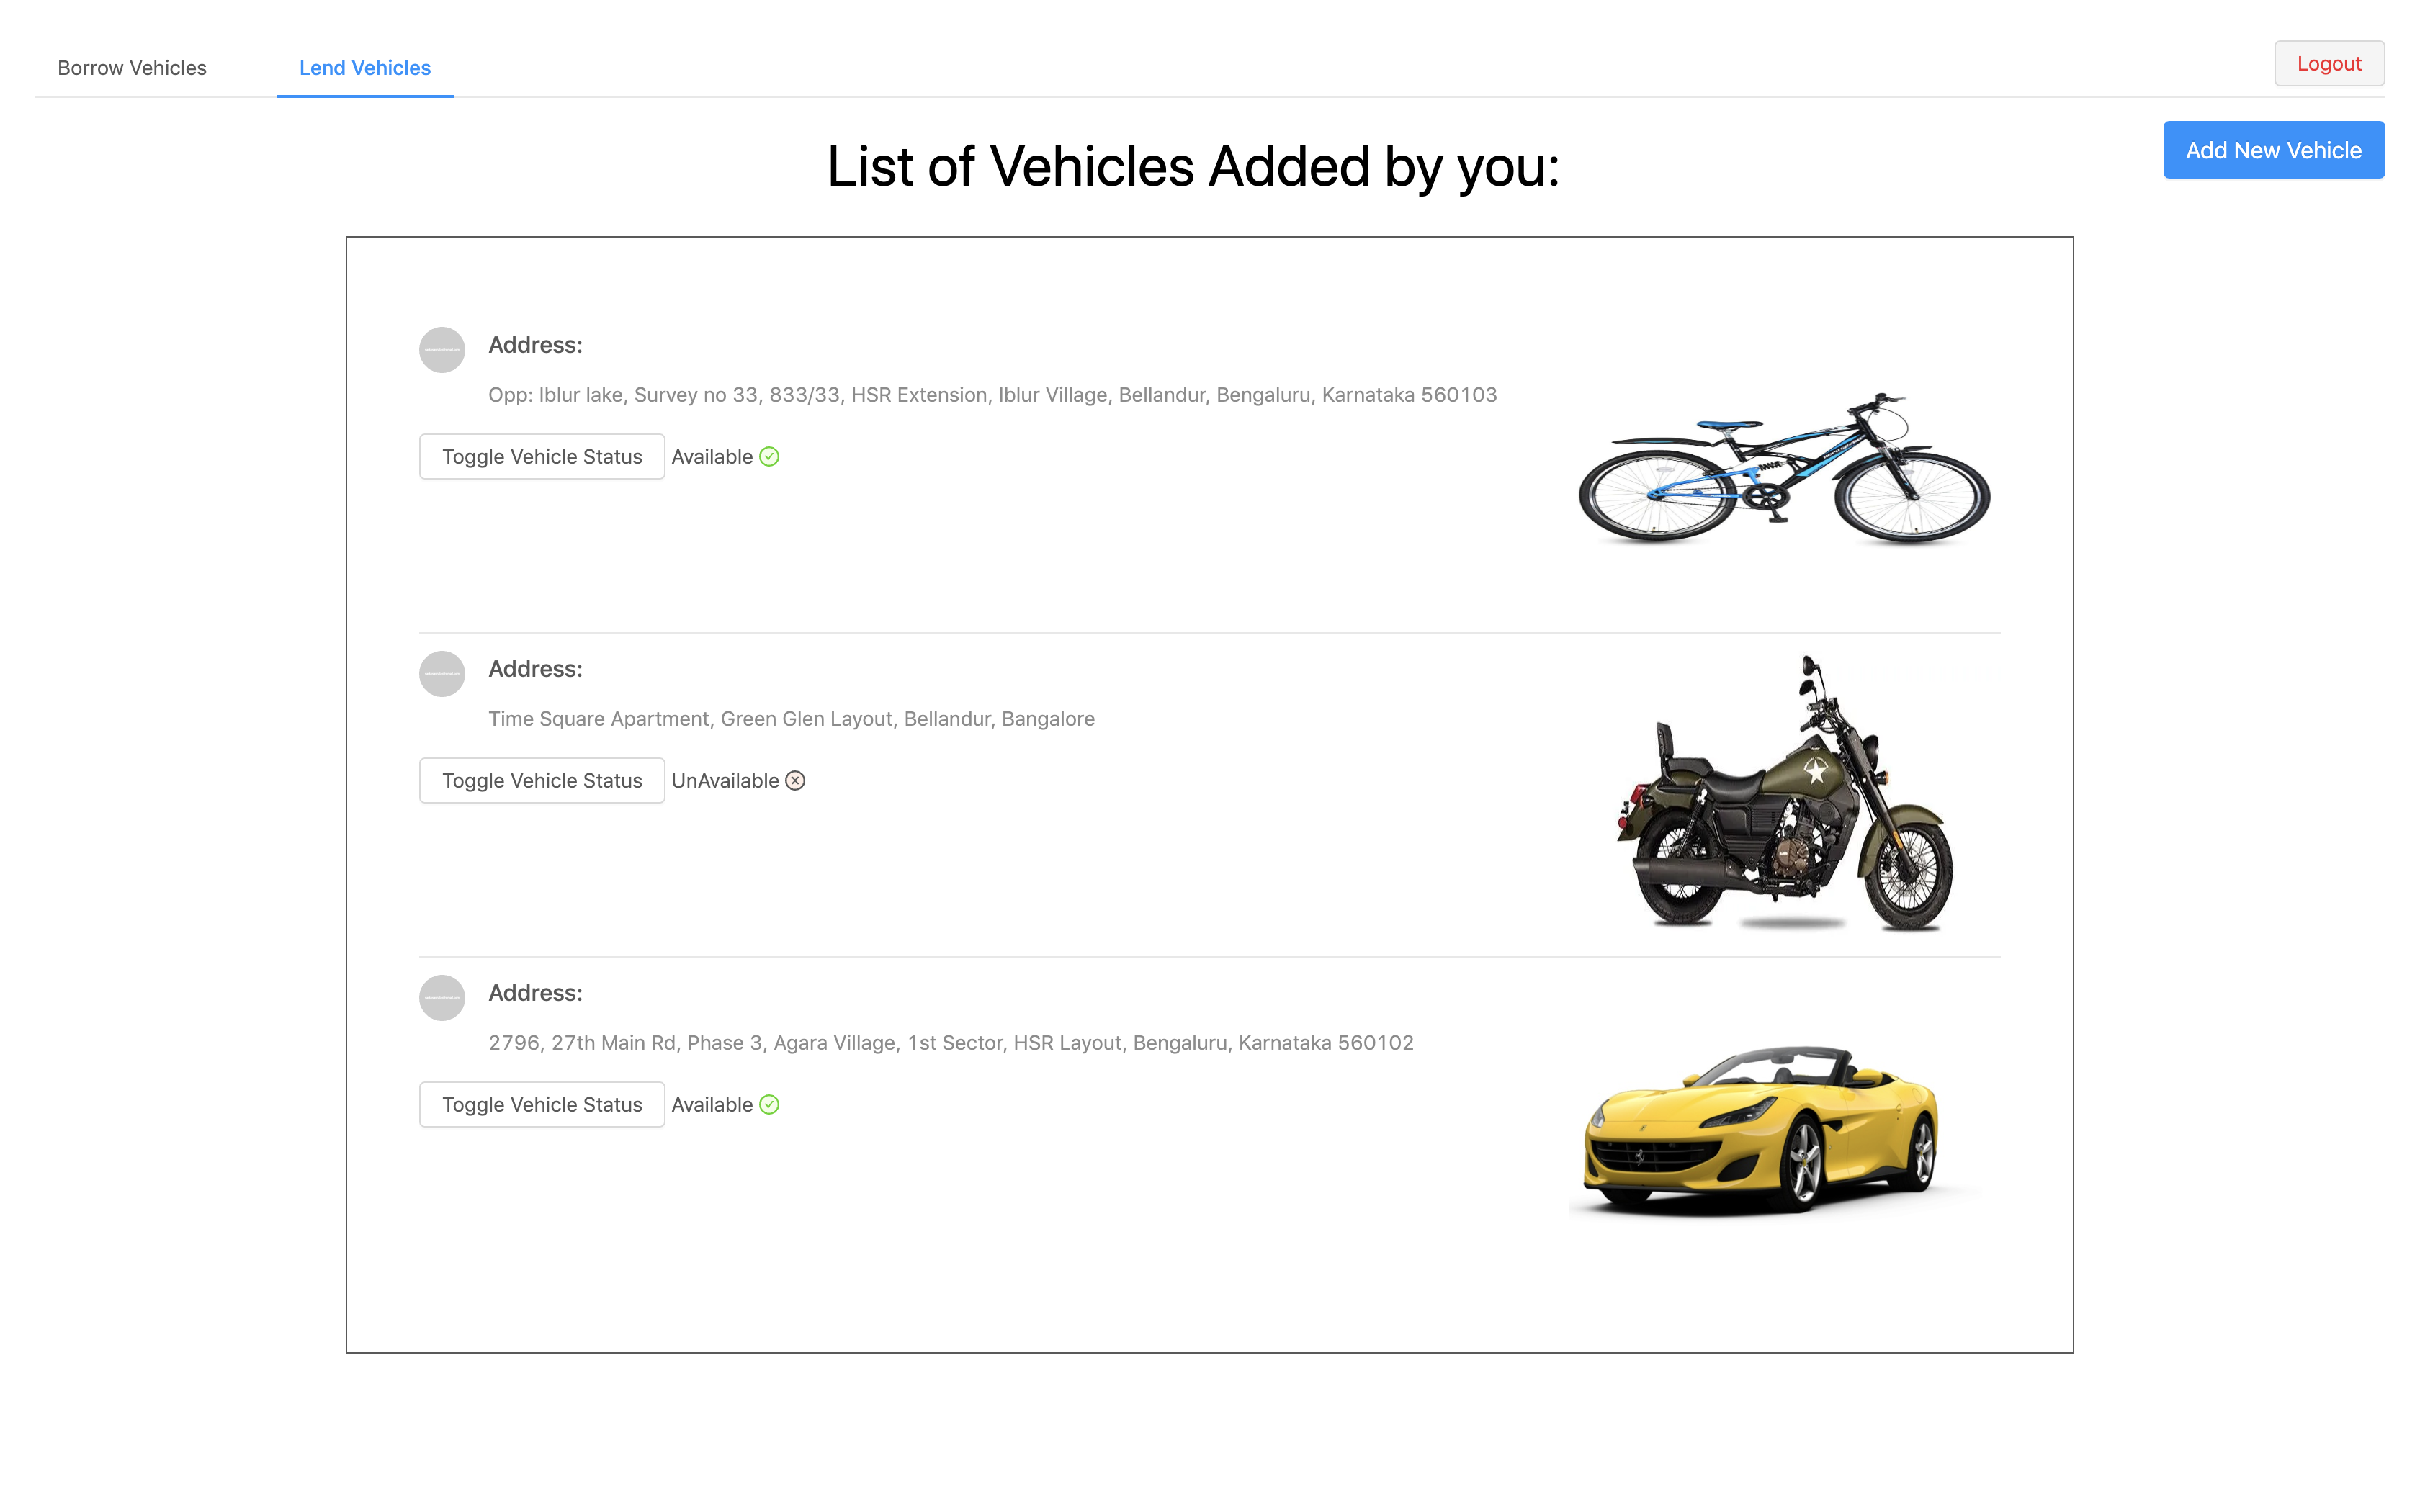 Borrow Vehicles
Lend Vehicles
Logout
Add New Vehicle
List of Vehicles Added by you:
Address:
Opp: Iblur lake, Survey no 33, 833/33, HSR Extension, Iblur Village, Bellandur, Bengaluru, Karnataka 560103
Toggle Vehicle Status Available
Address:
Time Square Apartment, Green Glen Layout, Bellandur, Bangalore
Toggle Vehicle Status UnAvailable
Address:
2796, 27th Main Rd, Phase 3, Agara Village, 1st Sector, HSR Layout, Bengaluru, Karnataka 560102
Toggle Vehicle Status Available